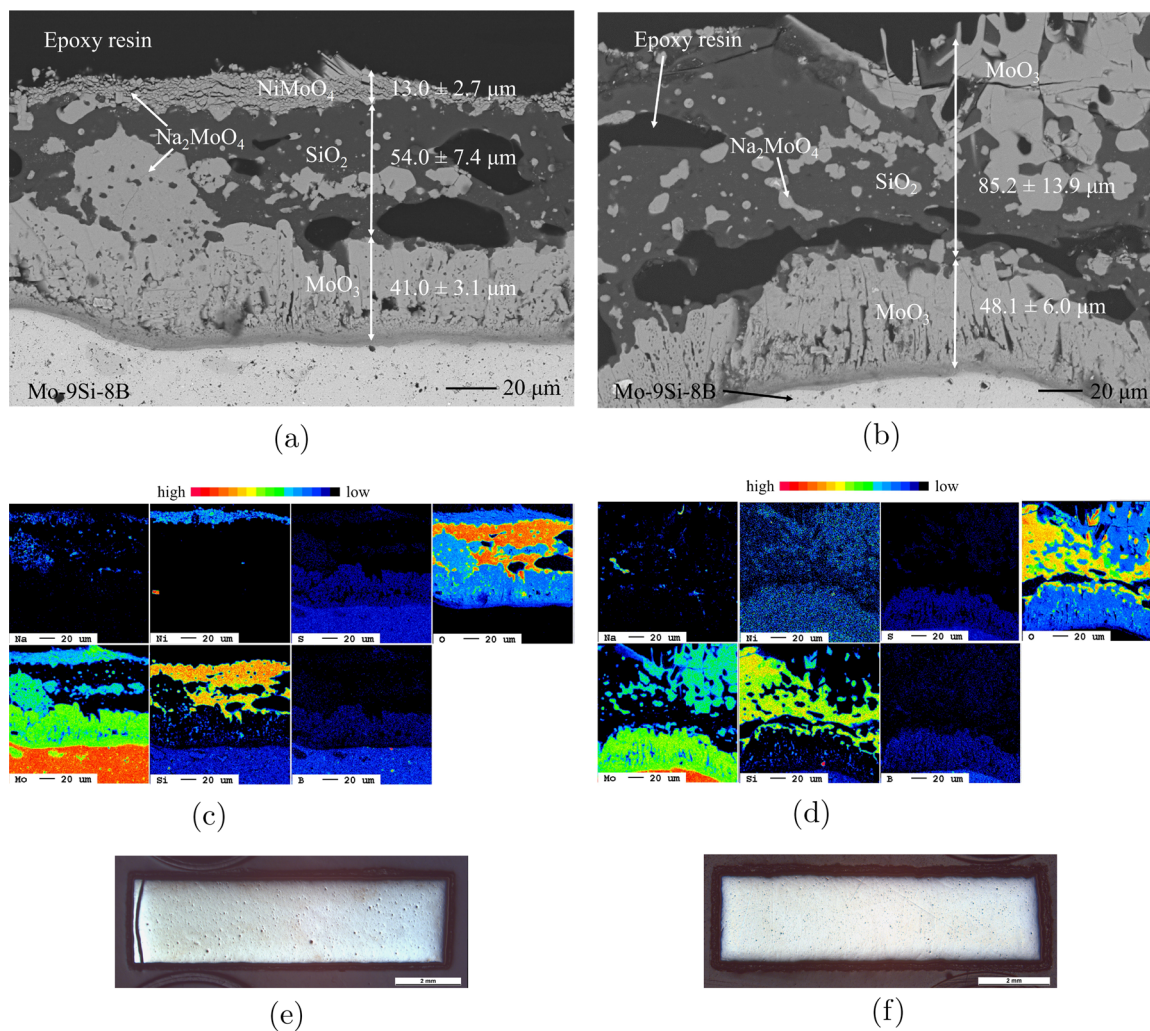 Epoxy resin
NiMoO₄
13.0 ± 2.7 μm
Na₂MoO₄
SiO₂
54.0 ± 7.4 μm
MoO₃
41.0 ± 3.1 μm
Mo-9Si-8B
20 μm
(a)
Epoxy resin
MoO₃
Na₂MoO₄
SiO₂
85.2 ± 13.9 μm
MoO₃
48.1 ± 6.0 μm
Mo-9Si-8B
20 μm
(b)
high low
Na 20 um
Ni 20 um
S 20 um
O 20 um
Mo 20 um
Si 20 um
B 20 um
(c)
high low
Na 20 um
Ni 20 um
S 20 um
O 20 um
Mo 20 um
Si 20 um
B 20 um
(d)
2 mm
(e)
2 mm
(f)